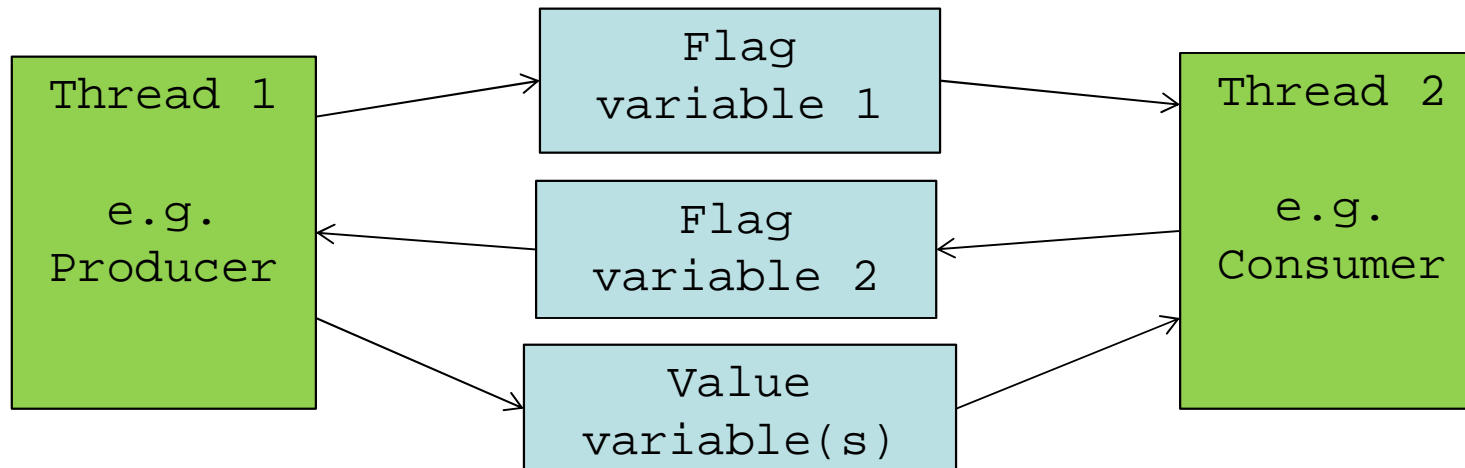 Thread 1
e.g.
Producer
Flag
variable 1
Flag
variable 2
Value
variable(s)
Thread 2
e.g.
Consumer